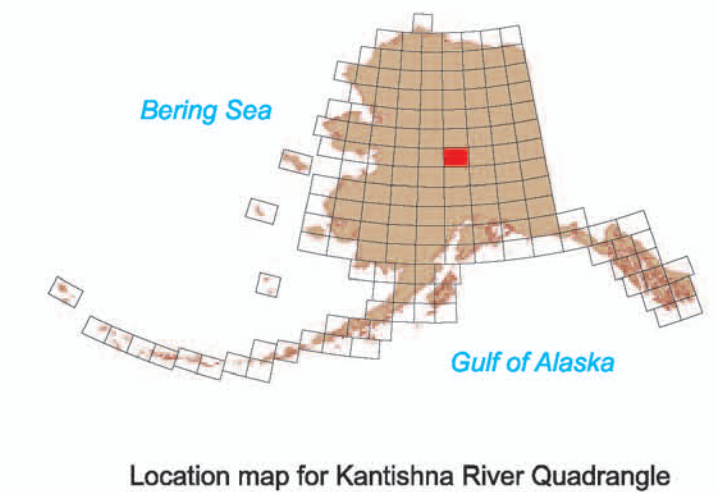 Bering Sea
Gulf of Alaska
Location map for Kantishna River Quadrangle